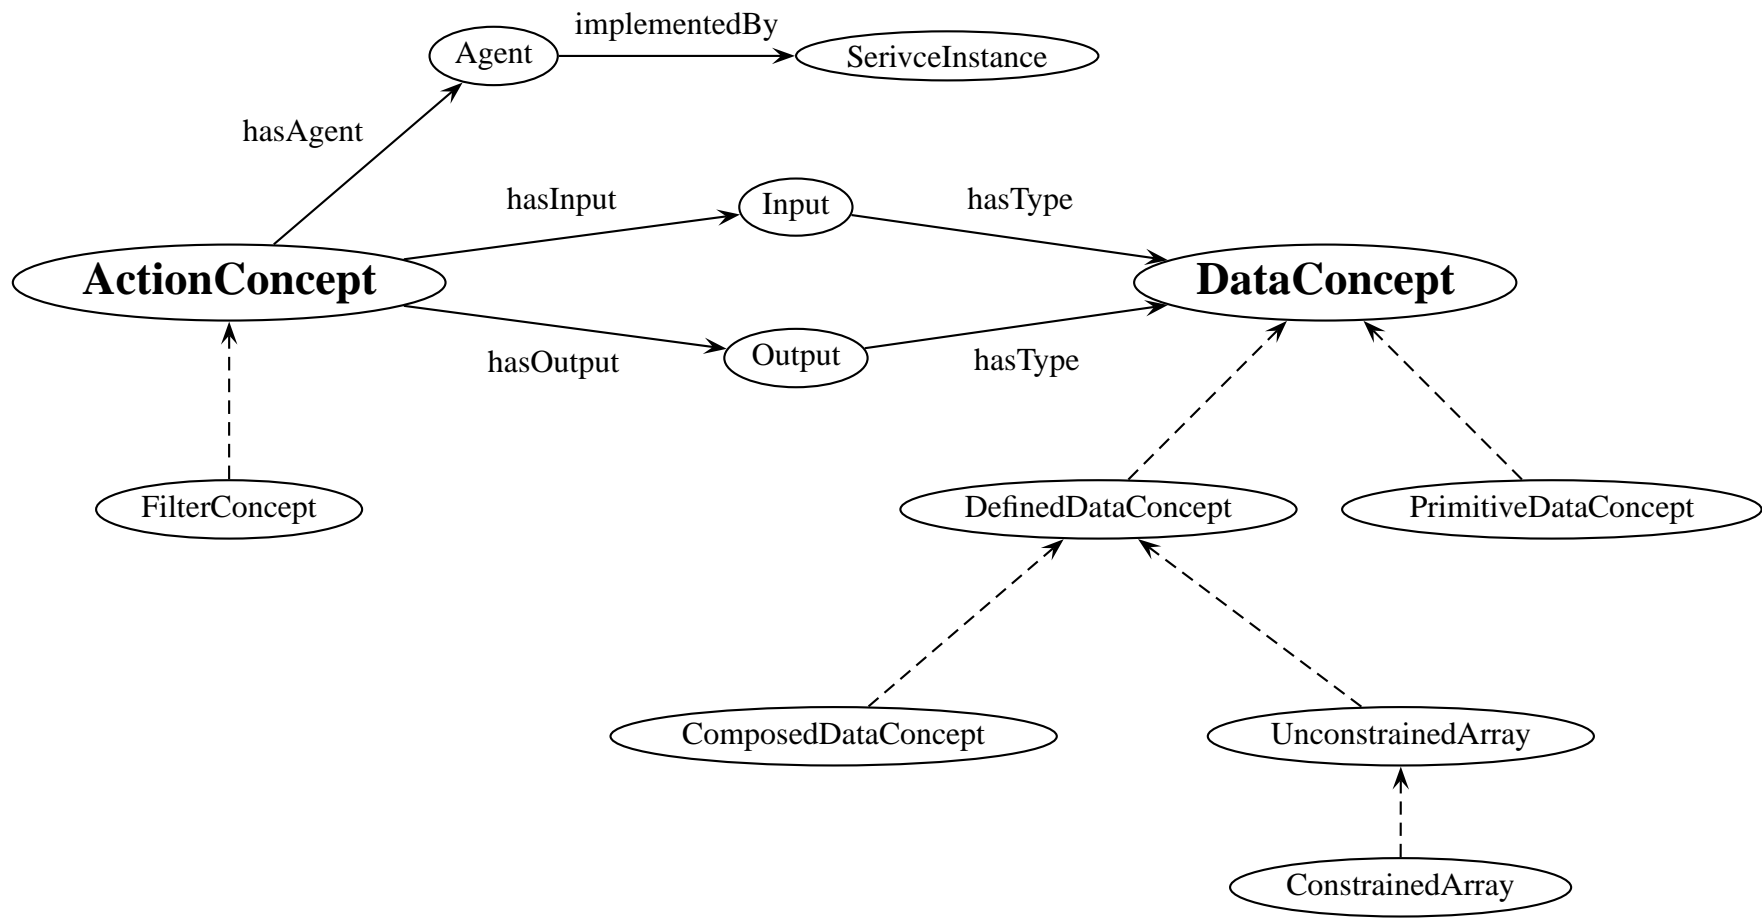 implementedBy
Agent
SerivceInstance
hasAgent
hasInput
Input
hasType
ActionConcept
DataConcept
hasOutput
Output
hasType
FilterConcept
DefinedDataConcept
PrimitiveDataConcept
ComposedDataConcept
UnconstrainedArray
ConstrainedArray